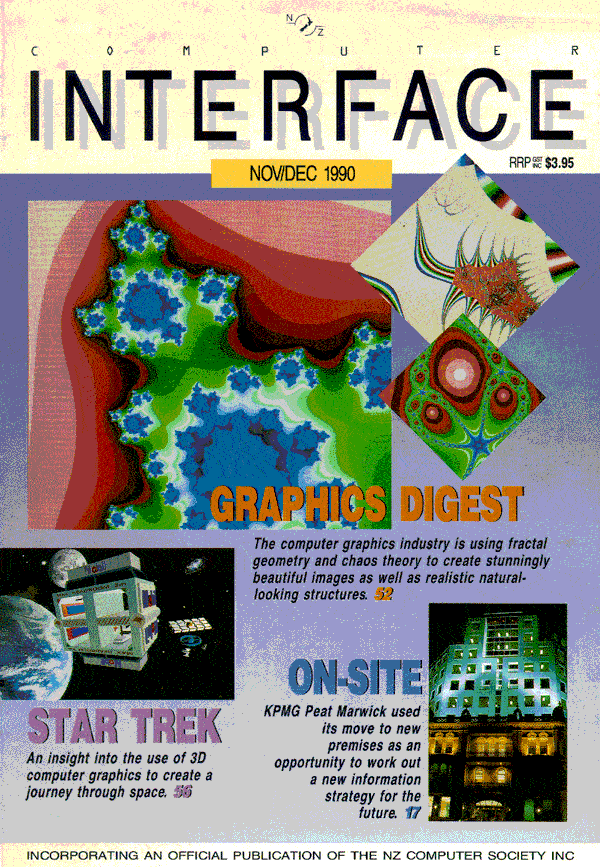 N Z
COMPUTER
INTERFACE
RRP GST INC $3.95
NOV/DEC 1990
GRAPHICS DIGEST
The computer graphics industry is using fractal
geometry and chaos theory to create stunningly
beautiful images as well as realistic natural-
looking structures. 52
STAR TREK
An insight into the use of 3D
computer graphics to create a
journey through space. 56
ON-SITE
KPMG Peat Marwick used
its move to new
premises as an
opportunity to work out
a new information
strategy for the
future. 17
INCORPORATING AN OFFICIAL PUBLICATION OF THE NZ COMPUTER SOCIETY INC